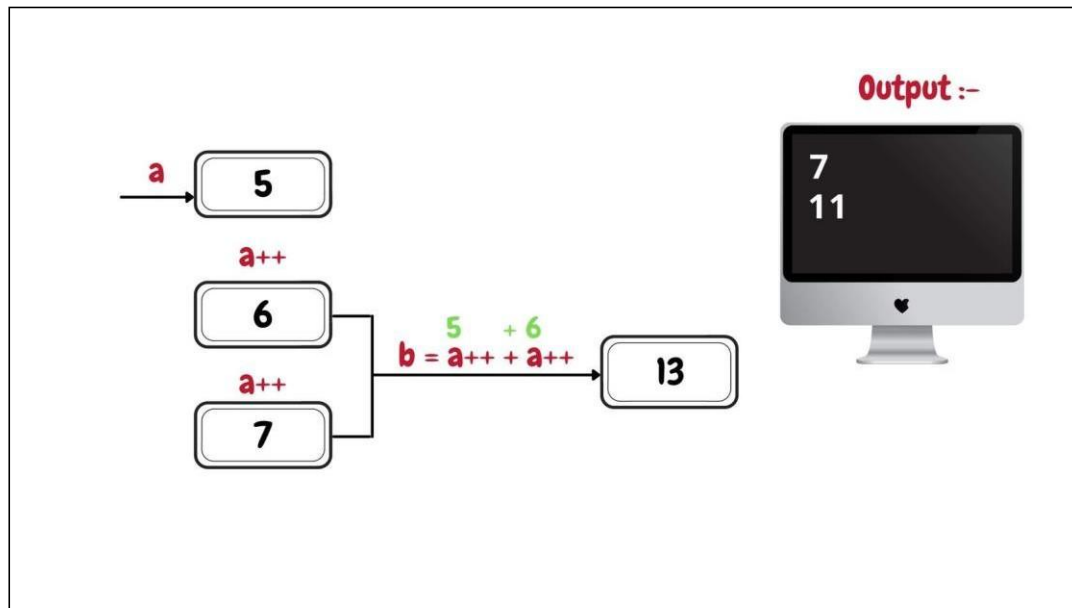 Output :-
7
11
a
5
a++
6
5 + 6
b = a++ + a++
13
a++
7